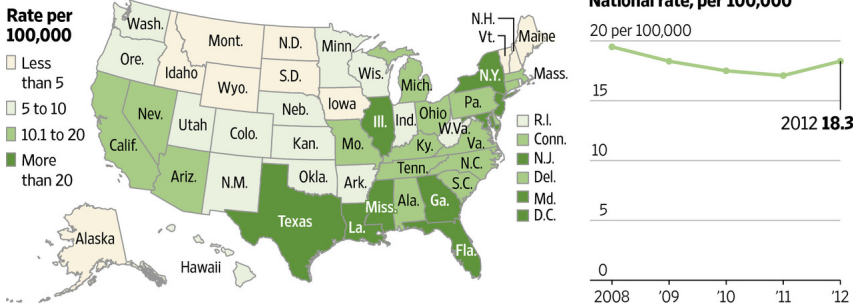 Rate per
100,000
Less
than 5
5 to 10
10.1 to 20
More
than 20
Wash.
Ore.
Calif.
Nev.
Idaho
Mont.
Wyo.
Utah
Ariz.
Colo.
N.M.
N.D.
S.D.
Neb.
Kan.
Okla.
Texas
Minn.
Iowa
Mo.
Ark.
La.
Wis.
Ill.
Mich.
Ind.
Ohio
Ky.
Tenn.
Miss.
Ala.
Ga.
Fla.
S.C.
N.C.
Va.
W.Va.
Pa.
N.Y.
N.H.
Vt.
Maine
Mass.
R.I.
Conn.
N.J.
Del.
Md.
D.C.
Alaska
Hawaii
National rate, per 100,000
20 per 100,000
15
10
5
0
2012 18.3
2008 '09 '10 '11 '12